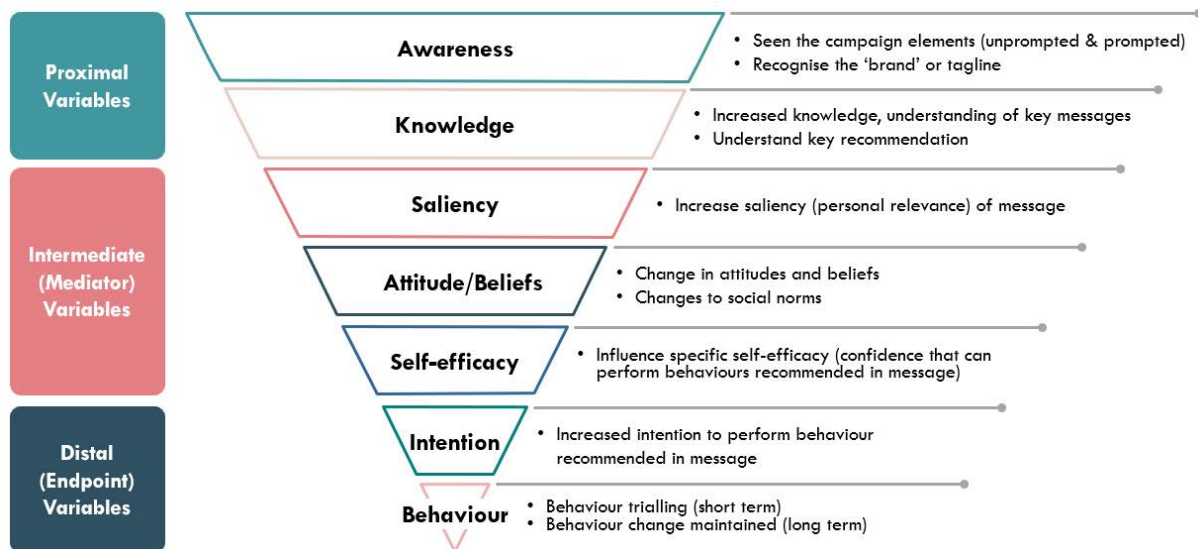 Proximal
Variables
Awareness
• Seen the campaign elements (unprompted & prompted)
• Recognise the ‘brand’ or tagline
Knowledge
• Increased knowledge, understanding of key messages
• Understand key recommendation
Intermediate
(Mediator)
Variables
Saliency
• Increase saliency (personal relevance) of message
Attitude/Beliefs
• Change in attitudes and beliefs
• Changes to social norms
Self-efficacy
• Influence specific self-efficacy (confidence that can
perform behaviours recommended in message)
Distal
(Endpoint)
Variables
Intention
• Increased intention to perform behaviour
recommended in message
Behaviour
• Behaviour trialling (short term)
• Behaviour change maintained (long term)